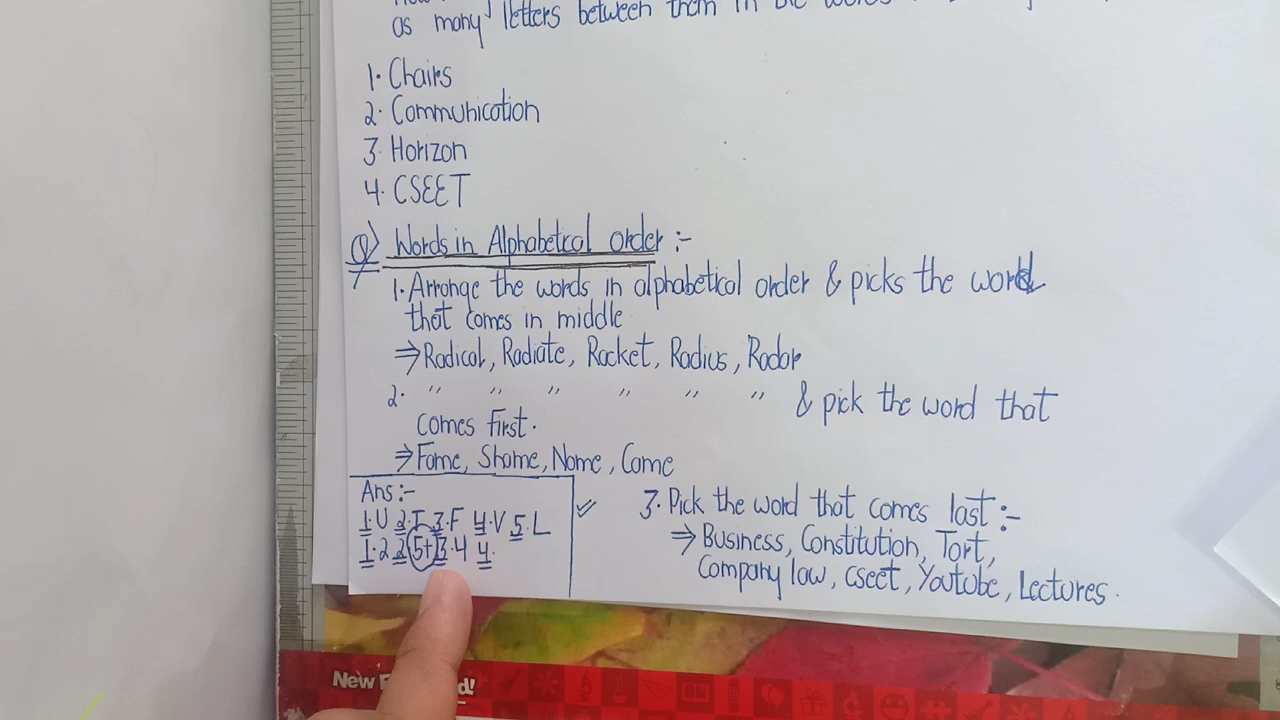 as many letters between them in the words
1. Chairs
2. Communication
3. Horizon
4. CSEET
Q) Words in Alphabetical order :-
1. Arrange the words in alphabetical order & picks the word
that comes in middle.
⇒ Radical, Radiate, Racket, Radius, Radar
2. " " " " " " & pick the word that
comes first.
⇒ Fame, Shame, Name, Came
Ans :-
1. U 2. T 3. F 4. V 5. L
1. 2 2. (5+1) 3. 4 4.
3. Pick the word that comes last :-
⇒ Business, Constitution, Tort,
Company law, cseet, Youtube, Lectures.
New